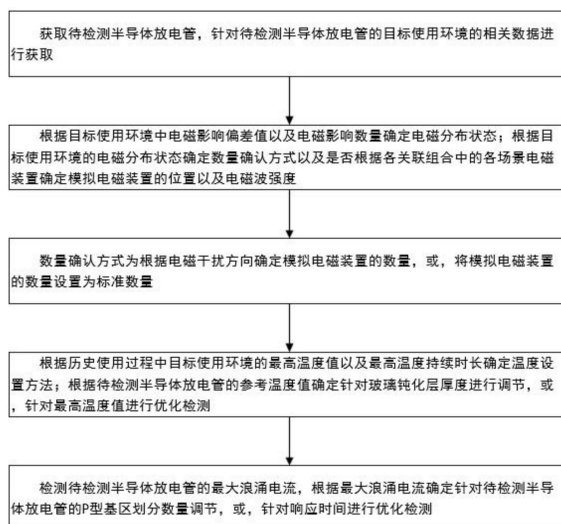 获取待检测半导体放电管，针对待检测半导体放电管的目标使用环境的相关数据进
行获取
根据目标使用环境中电磁影响偏差值以及电磁影响数量确定电磁分布状态；根据目
标使用环境的电磁分布状态确定数量确认方式以及是否根据各关联组合中的各场景电磁
装置确定模拟电磁装置的位置以及电磁波强度
数量确认方式为根据电磁干扰方向确定模拟电磁装置的数量，或，将模拟电磁装置
的数量设置为标准数量
根据历史使用过程中目标使用环境的最高温度值以及最高温度持续时长确定温度设
置方法；根据待检测半导体放电管的参考温度值确定针对玻璃钝化层厚度进行调节，或
，针对最高温度值进行优化检测
检测待检测半导体放电管的最大浪涌电流，根据最大浪涌电流确定针对待检测半导
体放电管的P型基区划分数量调节，或，针对响应时间进行优化检测